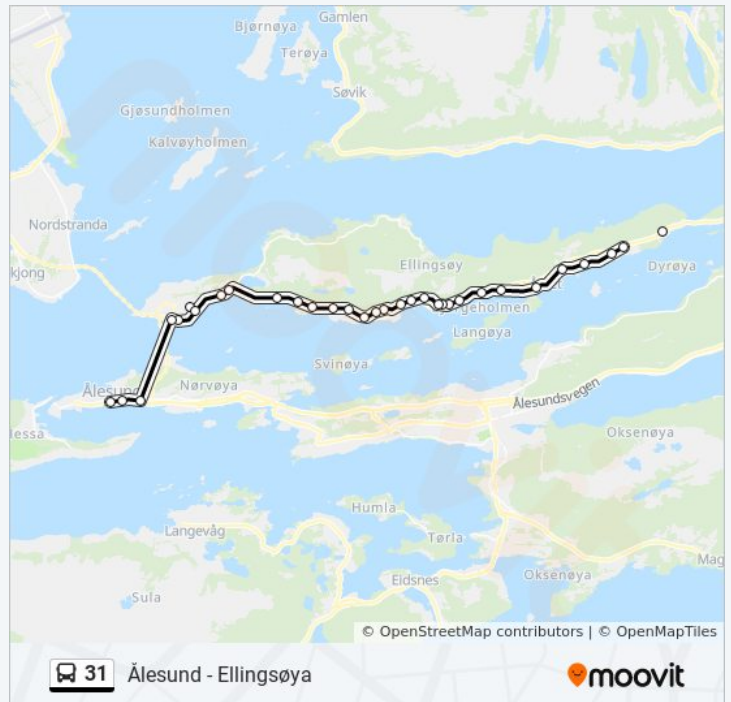 Gamlen
Bjørnøya
Terøya
Søvik
Gjøsundholmen
Kalvøyholmen
Nordstranda
kjong
Ellingsøy
Dyrøya
rgeholmen
Langøya
Svinøya
Ålesund
Nørvøya
Ålesundsvegen
lessa
Oksenøya
Humla
Langevåg
Tørla
Mag
Eidsnes
Oksenøya
Sula
© OpenStreetMap contributors | © OpenMapTiles
31 Ålesund - Ellingsøya
moovit